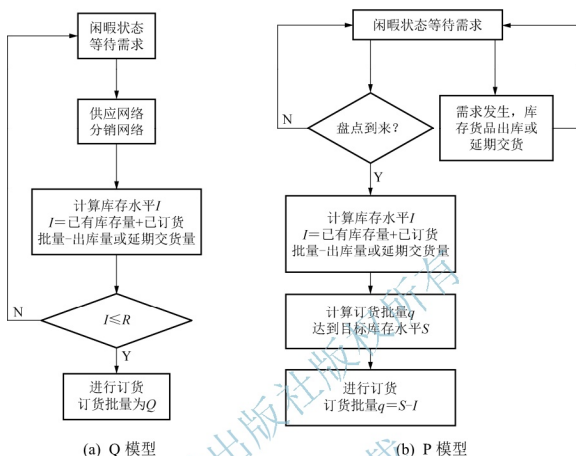 闲暇状态
等待需求
供应网络
分销网络
计算库存水平I
I＝已有库存量+已订货
批量−出库量或延期交货量
N
I≤R
Y
进行订货
订货批量为Q
(a) Q 模型
闲暇状态等待需求
N
盘点到来？
需求发生，库
存货品出库或
延期交货
Y
计算库存水平I
I＝已有库存量+已订货
批量−出库量或延期交货量
计算订货批量q
达到目标库存水平S
进行订货
订货批量q＝S−I
(b) P 模型
出版社版权所有